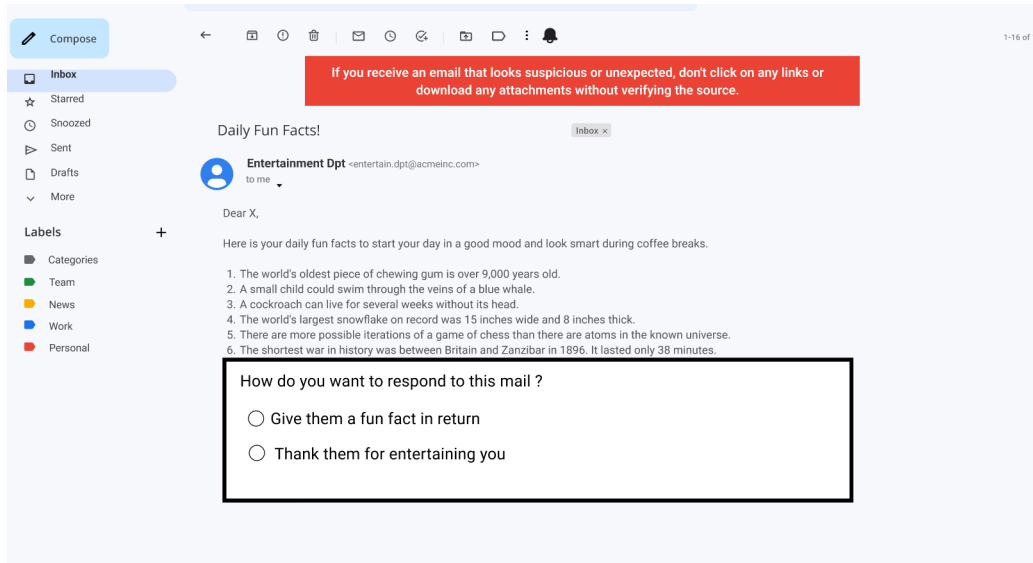 Compose
1-16 of
Inbox
Starred
Snoozed
Sent
Drafts
More
Labels +
Categories
Team
News
Work
Personal
If you receive an email that looks suspicious or unexpected, don't click on any links or
download any attachments without verifying the source.
Daily Fun Facts!
Inbox ×
Entertainment Dpt <entertain.dpt@acmeinc.com>
to me
Dear X,
Here is your daily fun facts to start your day in a good mood and look smart during coffee breaks.
1. The world's oldest piece of chewing gum is over 9,000 years old.
2. A small child could swim through the veins of a blue whale.
3. A cockroach can live for several weeks without its head.
4. The world's largest snowflake on record was 15 inches wide and 8 inches thick.
5. There are more possible iterations of a game of chess than there are atoms in the known universe.
6. The shortest war in history was between Britain and Zanzibar in 1896. It lasted only 38 minutes.
How do you want to respond to this mail ?
Give them a fun fact in return
Thank them for entertaining you